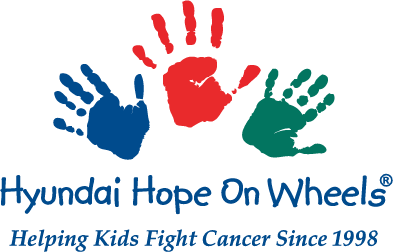 Hyundai Hope On Wheels®
Helping Kids Fight Cancer Since 1998